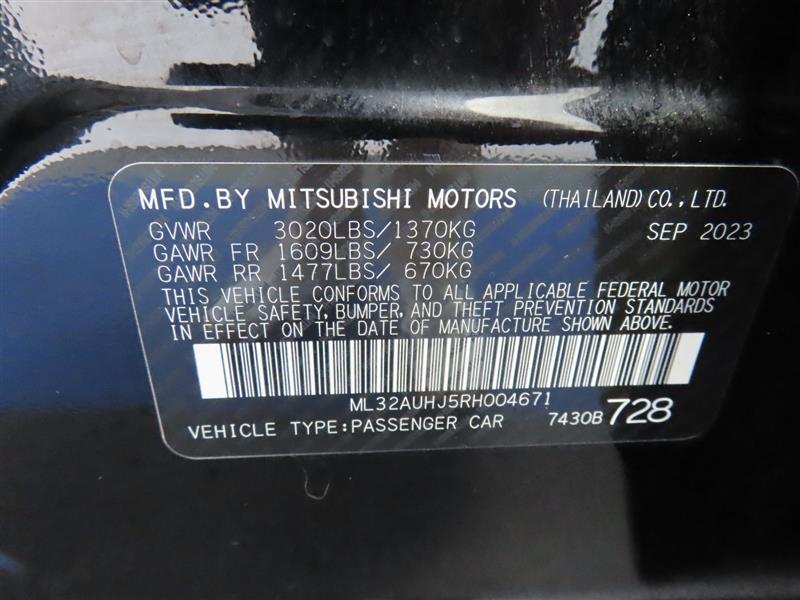 MFD.BY MITSUBISHI MOTORS (THAILAND)CO.,LTD.
GVWR 3020LBS/1370KG SEP 2023
GAWR FR 1609LBS/ 730KG
GAWR RR 1477LBS/ 670KG
THIS VEHICLE CONFORMS TO ALL APPLICABLE FEDERAL MOTOR
VEHICLE SAFETY, BUMPER, AND THEFT PREVENTION STANDARDS
IN EFFECT ON THE DATE OF MANUFACTURE SHOWN ABOVE.
ML32AUHJ5RH004671
VEHICLE TYPE:PASSENGER CAR 7430B 728